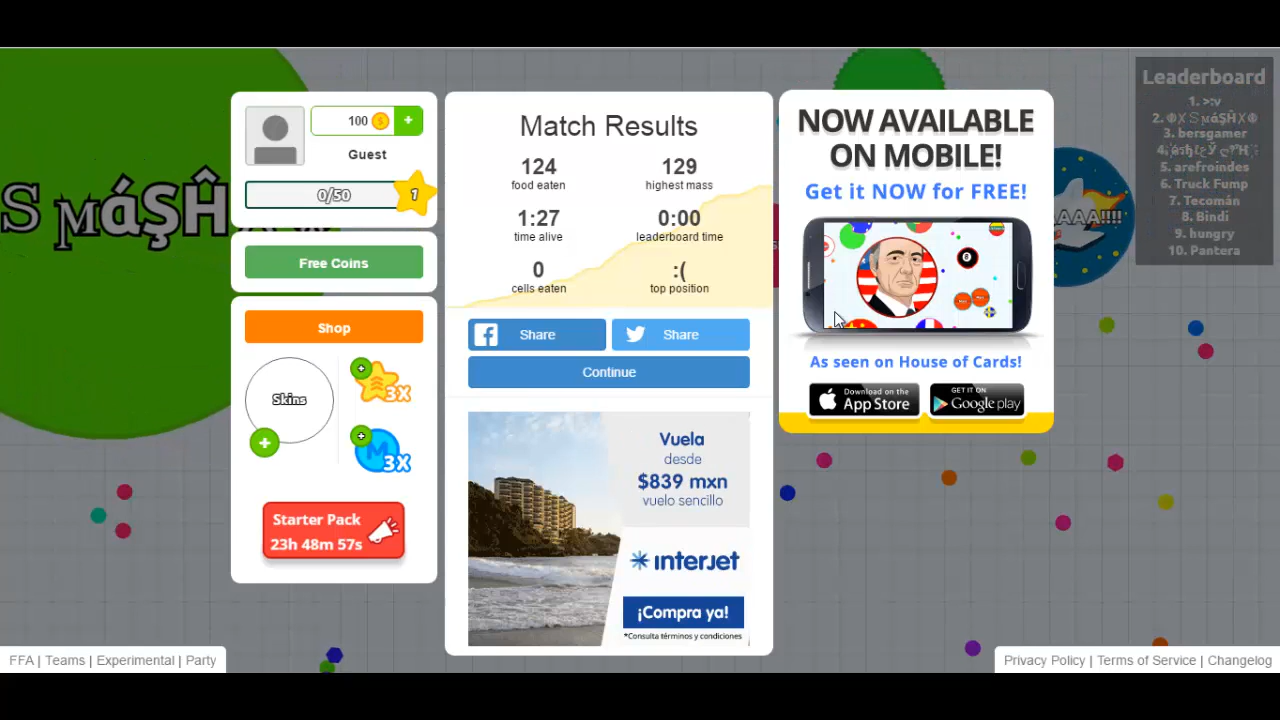 S ᴍáŞĤ
100
+
Guest
0/50
1
Free Coins
Shop
Skins
+
+
3X
+
M
3X
Starter Pack
23h 48m 57s
Match Results
124
food eaten
129
highest mass
1:27
time alive
0:00
leaderboard time
0
cells eaten
:(
top position
Share
Share
Continue
Vuela
desde
$839 mxn
vuelo sencillo
interjet
¡Compra ya!
*Consulta términos y condiciones
NOW AVAILABLE
ON MOBILE!
Get it NOW for FREE!
8
As seen on House of Cards!
Download on the
App Store
GET IT ON
Google play
AAA!!!!
Leaderboard
1. >:v
2.
3. bersgamer
4.
5. arefroindes
6. Truck Fump
7. Tecomán
8. Bindi
9. hungry
10. Pantera
FFA | Teams | Experimental | Party
Privacy Policy | Terms of Service | Changelog